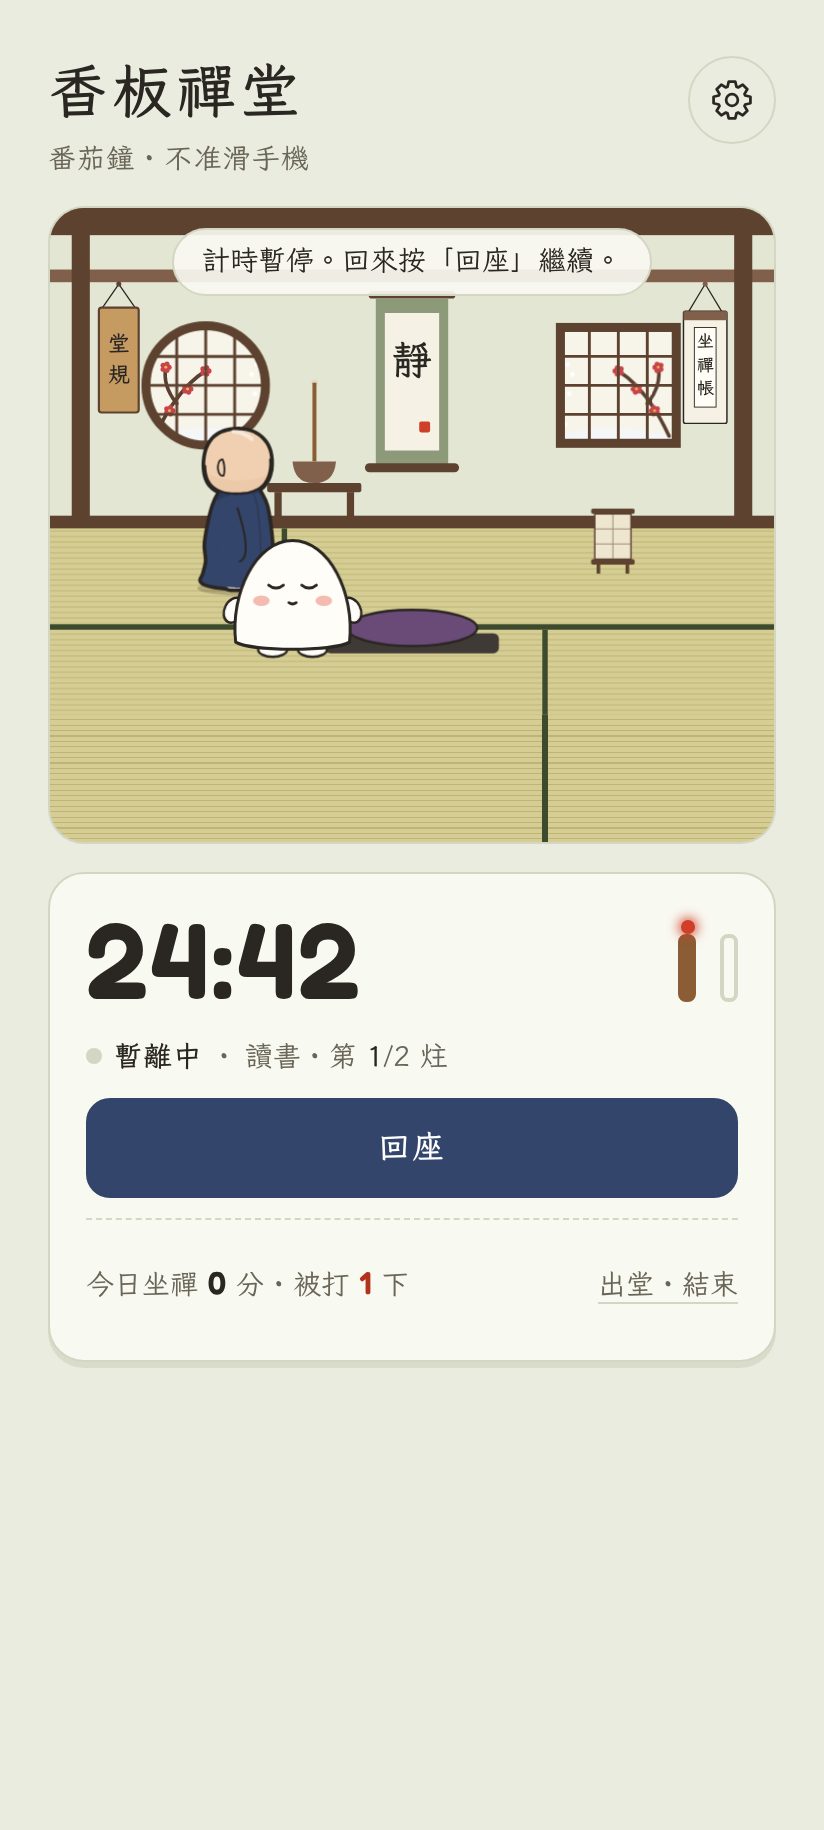 香板禪堂
番茄鐘・不准滑手機
計時暫停。回來按「回座」繼續。
堂規
靜
坐禪帳
24:42
暫離中 · 讀書・第 1/2 炷
回座
今日坐禪 0 分・被打 1 下
出堂・結束